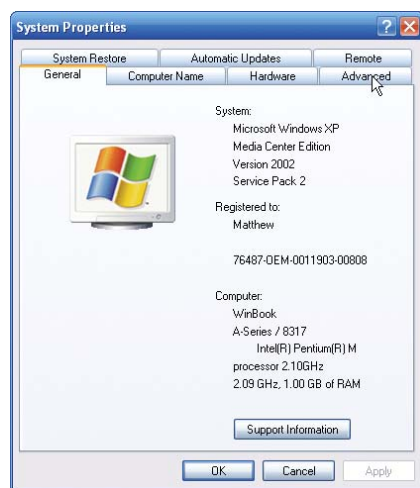 System Properties
System Restore Automatic Updates Remote
General Computer Name Hardware Advanced
System:
Microsoft Windows XP
Media Center Edition
Version 2002
Service Pack 2
Registered to:
Matthew
76487-OEM-0011903-00808
Computer:
WinBook
A-Series / 8317
Intel(R) Pentium(R) M
processor 2.10GHz
2.09 GHz, 1.00 GB of RAM
Support Information
OK Cancel Apply